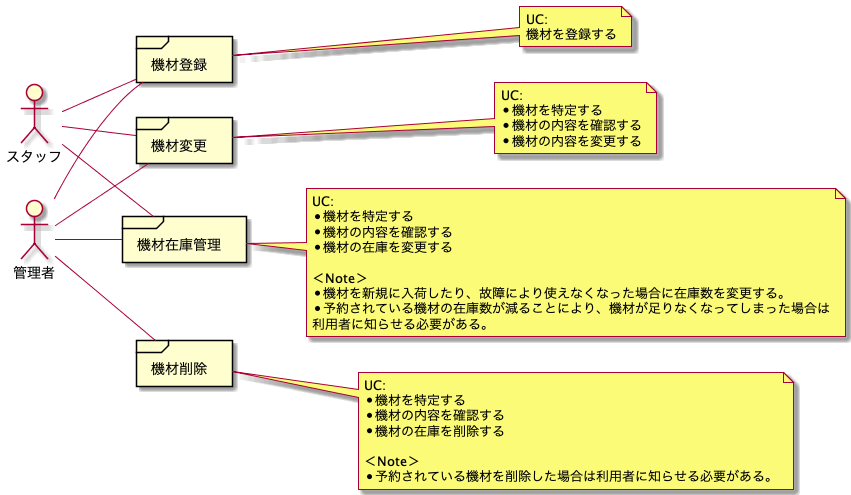 UC:
機材を登録する
機材登録
スタッフ
UC:
•機材を特定する
•機材の内容を確認する
•機材の内容を変更する
機材変更
UC:
•機材を特定する
•機材の内容を確認する
•機材の在庫を変更する
＜Note＞
•機材を新規に入荷したり、故障により使えなくなった場合に在庫数を変更する。
•予約されている機材の在庫数が減ることにより、機材が足りなくなってしまった場合は
利用者に知らせる必要がある。
機材在庫管理
管理者
機材削除
UC:
•機材を特定する
•機材の内容を確認する
•機材の在庫を削除する
＜Note＞
•予約されている機材を削除した場合は利用者に知らせる必要がある。